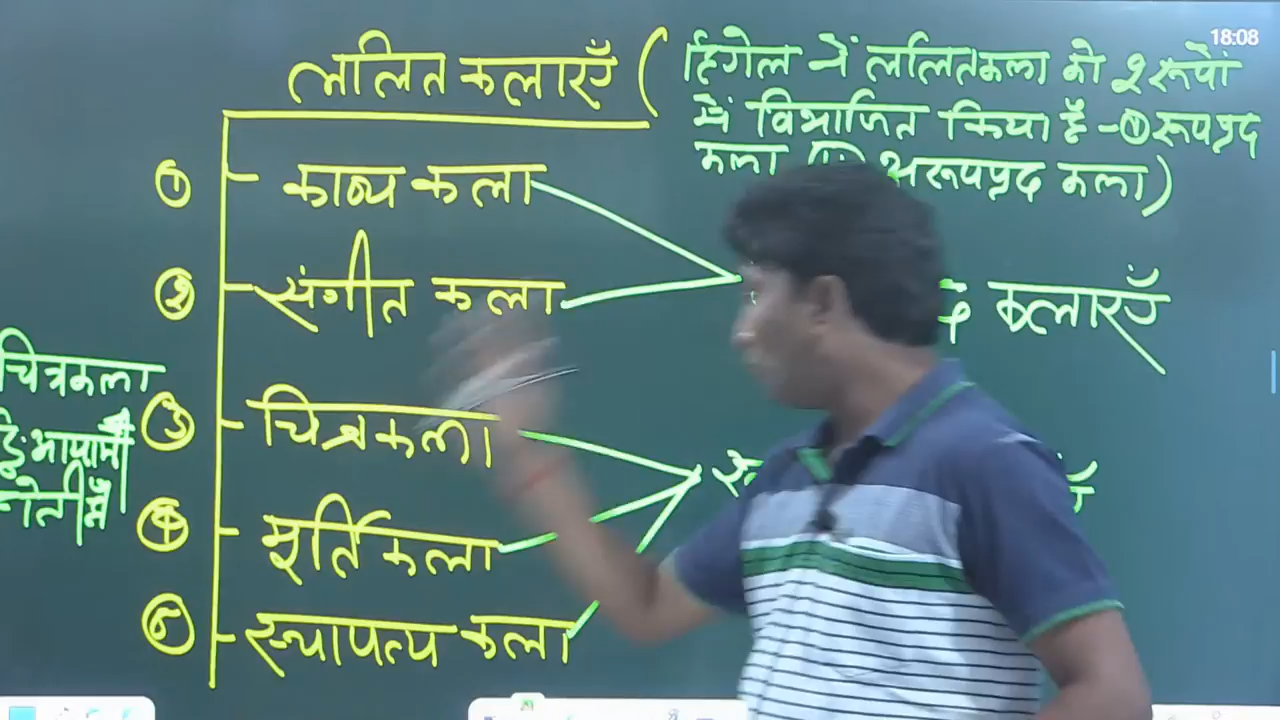 18:08
ललित कलाएँ (
हिगेल ने ललितकला को २ रूपों
में विभाजित किया है - ① रूपप्रद
कला अरूपप्रद कला)
① काव्य कला
② संगीत कला
कलाएँ
③ चित्रकला
④ मूर्ति कला
⑤ स्थापत्य कला
चित्रकला